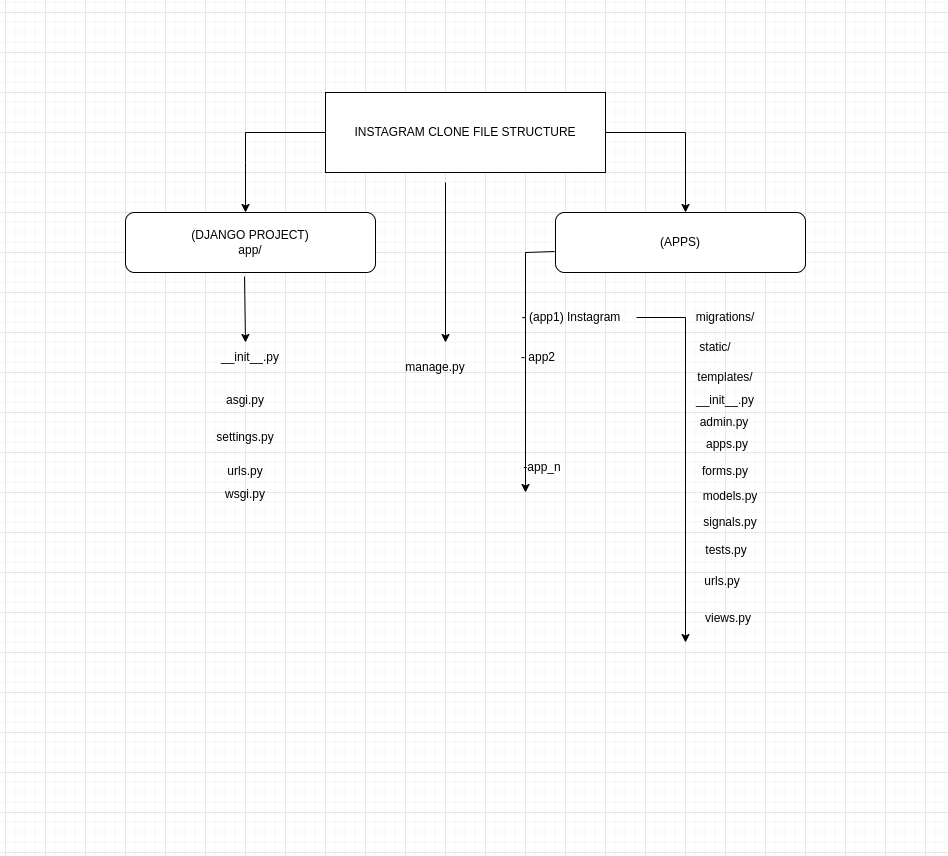 INSTAGRAM CLONE FILE STRUCTURE
(DJANGO PROJECT)
app/
__init__.py
asgi.py
settings.py
urls.py
wsgi.py
manage.py
(APPS)
- (app1) Instagram
- app2
-app_n
migrations/
static/
templates/
__init__.py
admin.py
apps.py
forms.py
models.py
signals.py
tests.py
urls.py
views.py